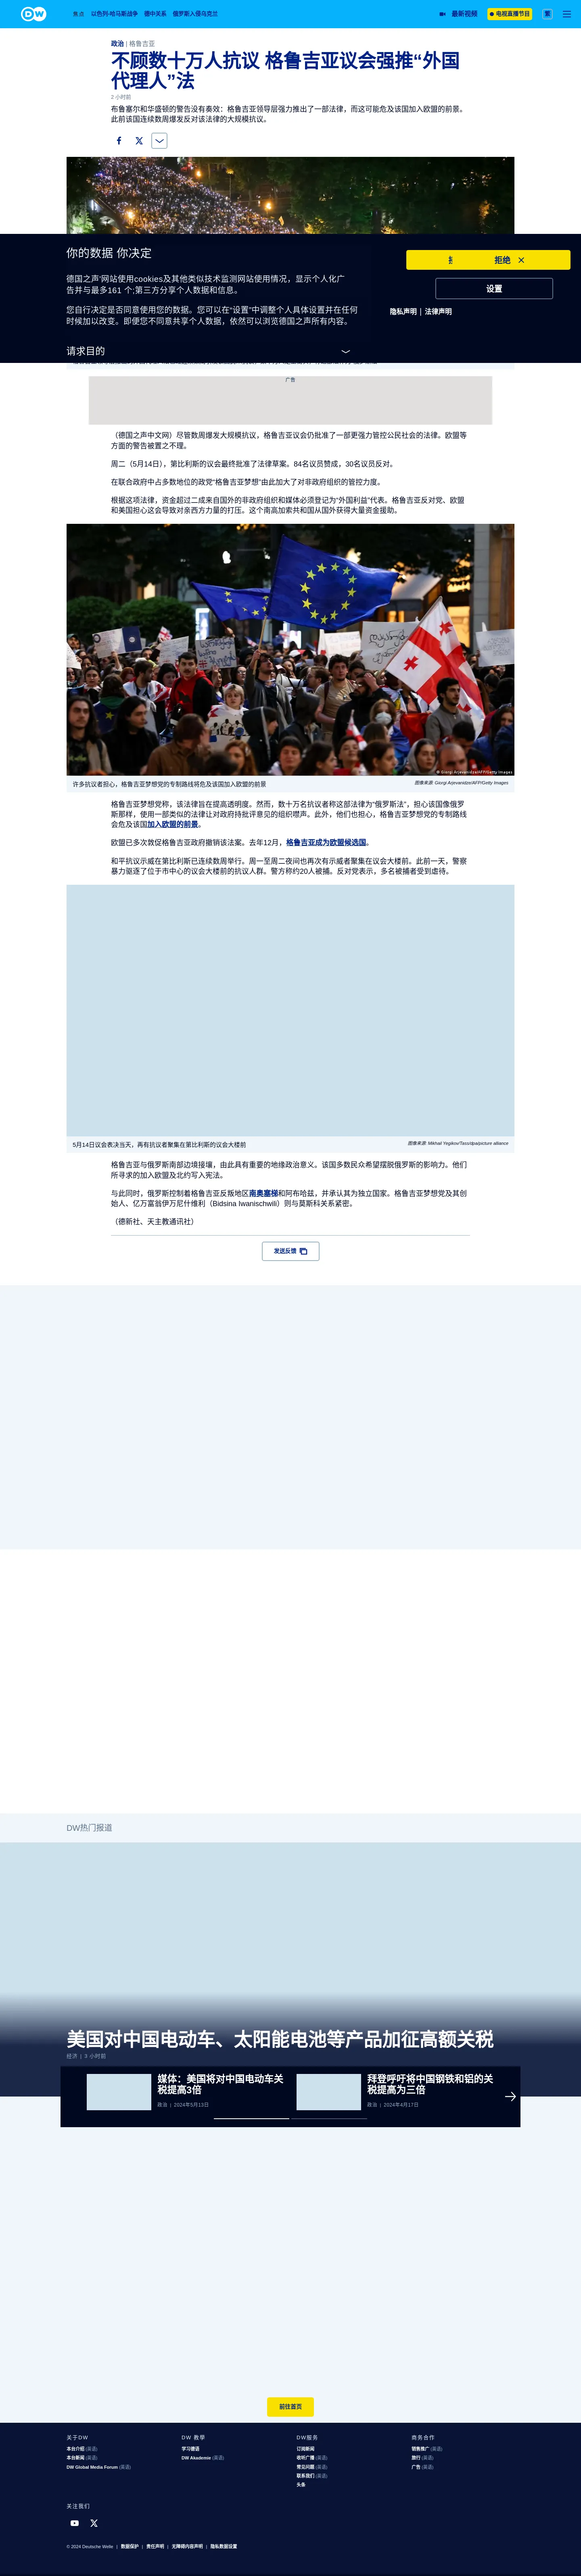 DW
焦点 以色列-哈马斯战争 德中关系 俄罗斯入侵乌克兰 最新视频 电视直播节目 繁
政治 | 格鲁吉亚
不顾数十万人抗议 格鲁吉亚议会强推“外国
代理人”法
2 小时前
布鲁塞尔和华盛顿的警告没有奏效：格鲁吉亚领导层强力推出了一部法律，而这可能危及该国加入欧盟的前景。
此前该国连续数周爆发反对该法律的大规模抗议。
你的数据 你决定
拒绝
德国之声'网站使用cookies及其他类似技术监测网站使用情况，显示个人化广
告并与最多161 个;第三方分享个人数据和信息。
设置
您自行决定是否同意使用您的数据。您可以在“设置”中调整个人具体设置并在任何
时候加以改变。即便您不同意共享个人数据，依然可以浏览德国之声所有内容。
隐私声明 | 法律声明
请求目的
广告
（德国之声中文网）尽管数周爆发大规模抗议，格鲁吉亚议会仍批准了一部更强力管控公民社会的法律。欧盟等
方面的警告被置之不理。
周二（5月14日），第比利斯的议会最终批准了法律草案。84名议员赞成，30名议员反对。
在联合政府中占多数地位的政党“格鲁吉亚梦想”由此加大了对非政府组织的管控力度。
根据这项法律，资金超过二成来自国外的非政府组织和媒体必须登记为“外国利益”代表。格鲁吉亚反对党、欧盟
和美国担心这会导致对亲西方力量的打压。这个南高加索共和国从国外获得大量资金援助。
© Giorgi Arjevanidze/AFP/Getty Images
许多抗议者担心，格鲁吉亚梦想党的专制路线将危及该国加入欧盟的前景
图像来源: Giorgi Arjevanidze/AFP/Getty Images
格鲁吉亚梦想党称，该法律旨在提高透明度。然而，数十万名抗议者称这部法律为“俄罗斯法”，担心该国像俄罗
斯那样，使用一部类似的法律让对政府持批评意见的组织噤声。此外，他们也担心，格鲁吉亚梦想党的专制路线
会危及该国加入欧盟的前景。
欧盟已多次敦促格鲁吉亚政府撤销该法案。去年12月，格鲁吉亚成为欧盟候选国。
和平抗议示威在第比利斯已连续数周举行。周一至周二夜间也再次有示威者聚集在议会大楼前。此前一天，警察
暴力驱逐了位于市中心的议会大楼前的抗议人群。警方称约20人被捕。反对党表示，多名被捕者受到虐待。
5月14日议会表决当天，再有抗议者聚集在第比利斯的议会大楼前
图像来源: Mikhail Yegikov/Tass/dpa/picture alliance
格鲁吉亚与俄罗斯南部边境接壤，由此具有重要的地缘政治意义。该国多数民众希望摆脱俄罗斯的影响力。他们
所寻求的加入欧盟及北约写入宪法。
与此同时，俄罗斯控制着格鲁吉亚反叛地区南奥塞梯和阿布哈兹，并承认其为独立国家。格鲁吉亚梦想党及其创
始人、亿万富翁伊万尼什维利（Bidsina Iwanischwili）则与莫斯科关系紧密。
（德新社、天主教通讯社）
发送反馈
DW热门报道
美国对中国电动车、太阳能电池等产品加征高额关税
经济 | 3 小时前
媒体：美国将对中国电动车关
税提高3倍
政治 | 2024年5月13日
拜登呼吁将中国钢铁和铝的关
税提高为三倍
政治 | 2024年4月17日
前往首页
关于DW
本台介绍 (英语)
本台新闻 (英语)
DW Global Media Forum (英语)
DW 教學
学习德语
DW Akademie (英语)
DW服务
订阅新闻
收听广播 (英语)
常见问题 (英语)
联系我们 (英语)
头条
商务合作
销售推广 (英语)
旅行 (英语)
广告 (英语)
关注我们
© 2024 Deutsche Welle | 数据保护 | 责任声明 | 无障碍内容声明 | 隐私数据设置